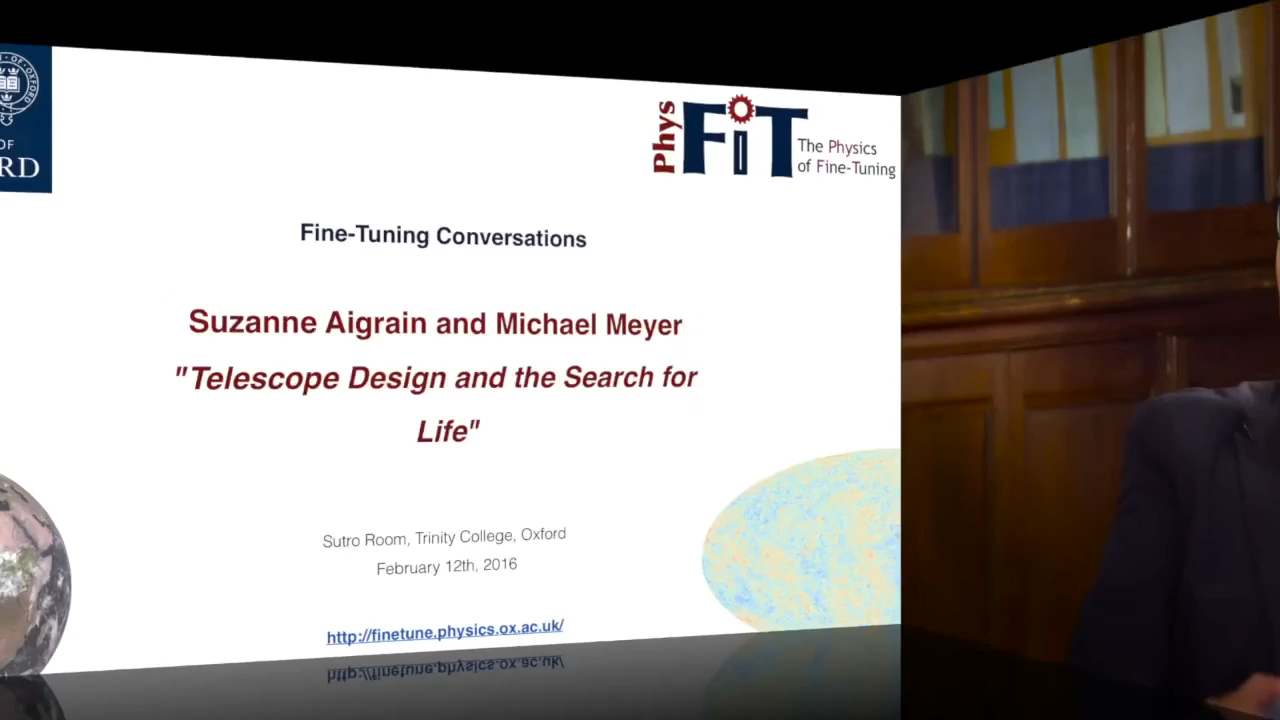 OF
RD
Phys
FiT
The Physics
of Fine-Tuning
Fine-Tuning Conversations
Suzanne Aigrain and Michael Meyer
"Telescope Design and the Search for
Life"
Sutro Room, Trinity College, Oxford
February 12th, 2016
http://finetune.physics.ox.ac.uk/